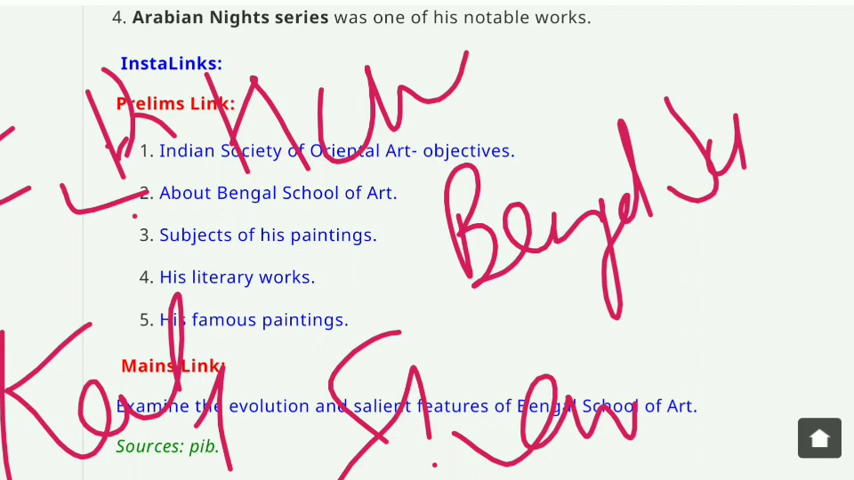 4. Arabian Nights series was one of his notable works.
InstaLinks:
Prelims Link:
1. Indian Society of Oriental Art- objectives.
2. About Bengal School of Art.
3. Subjects of his paintings.
4. His literary works.
5. His famous paintings.
Bengal
Mains Link:
Examine the evolution and salient features of Bengal School of Art.
Sources: pib.